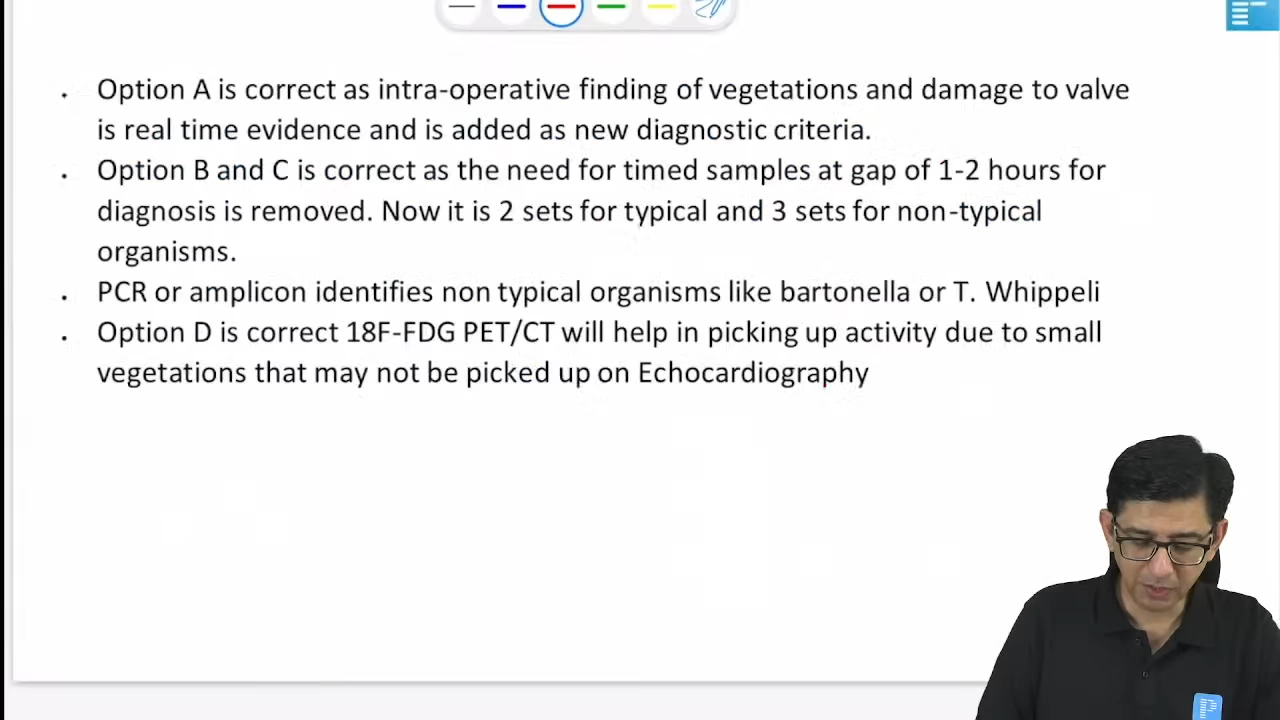 . Option A is correct as intra-operative finding of vegetations and damage to valve
is real time evidence and is added as new diagnostic criteria.
. Option B and C is correct as the need for timed samples at gap of 1-2 hours for
diagnosis is removed. Now it is 2 sets for typical and 3 sets for non-typical
organisms.
. PCR or amplicon identifies non typical organisms like bartonella or T. Whippeli
. Option D is correct 18F-FDG PET/CT will help in picking up activity due to small
vegetations that may not be picked up on Echocardiography